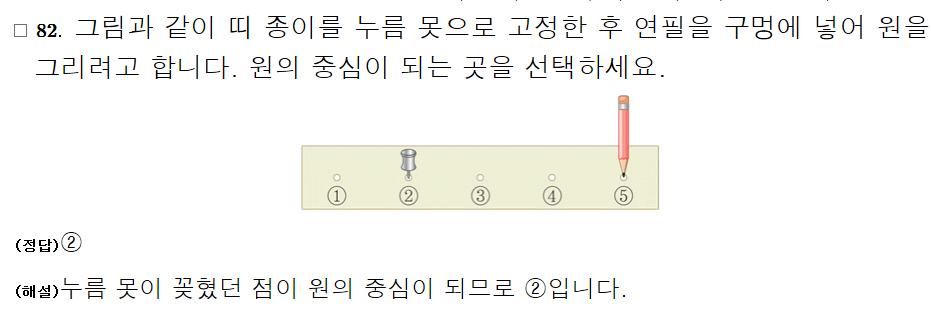 □ 82. 그림과 같이 띠 종이를 누름 못으로 고정한 후 연필을 구멍에 넣어 원을
그리려고 합니다. 원의 중심이 되는 곳을 선택하세요.
① ② ③ ④ ⑤
(정답)②
(해설)누름 못이 꽂혔던 점이 원의 중심이 되므로 ②입니다.